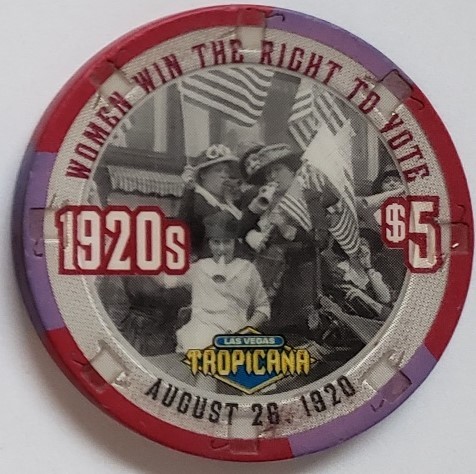 WOMEN WIN THE RIGHT TO VOTE
1920s
$5
LAS VEGAS
TROPICANA
AUGUST 26, 1920